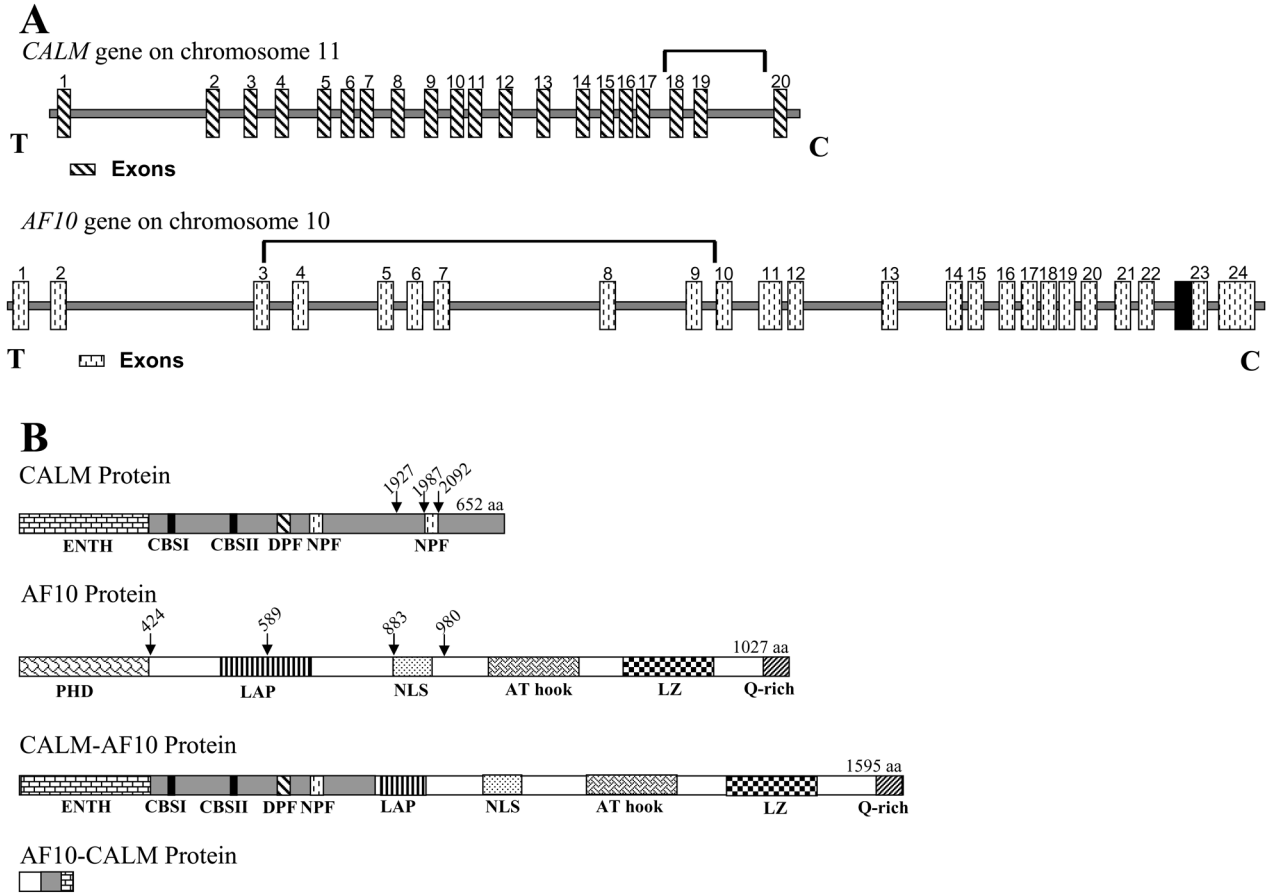 A
CALM gene on chromosome 11
1 2 3 4 5 6 7 8 9 10 11 12 13 14 15 16 17 18 19 20
T C
Exons
AF10 gene on chromosome 10
1 2 3 4 5 6 7 8 9 10 11 12 13 14 15 16 17 18 19 20 21 22 23 24
T C
Exons
B
CALM Protein
1927 1987 2092
652 aa
ENTH CBSI CBSII DPF NPF NPF
AF10 Protein
424 589 883 980
1027 aa
PHD LAP NLS AT hook LZ Q-rich
CALM-AF10 Protein
1595 aa
ENTH CBSI CBSII DPF NPF LAP NLS AT hook LZ Q-rich
AF10-CALM Protein